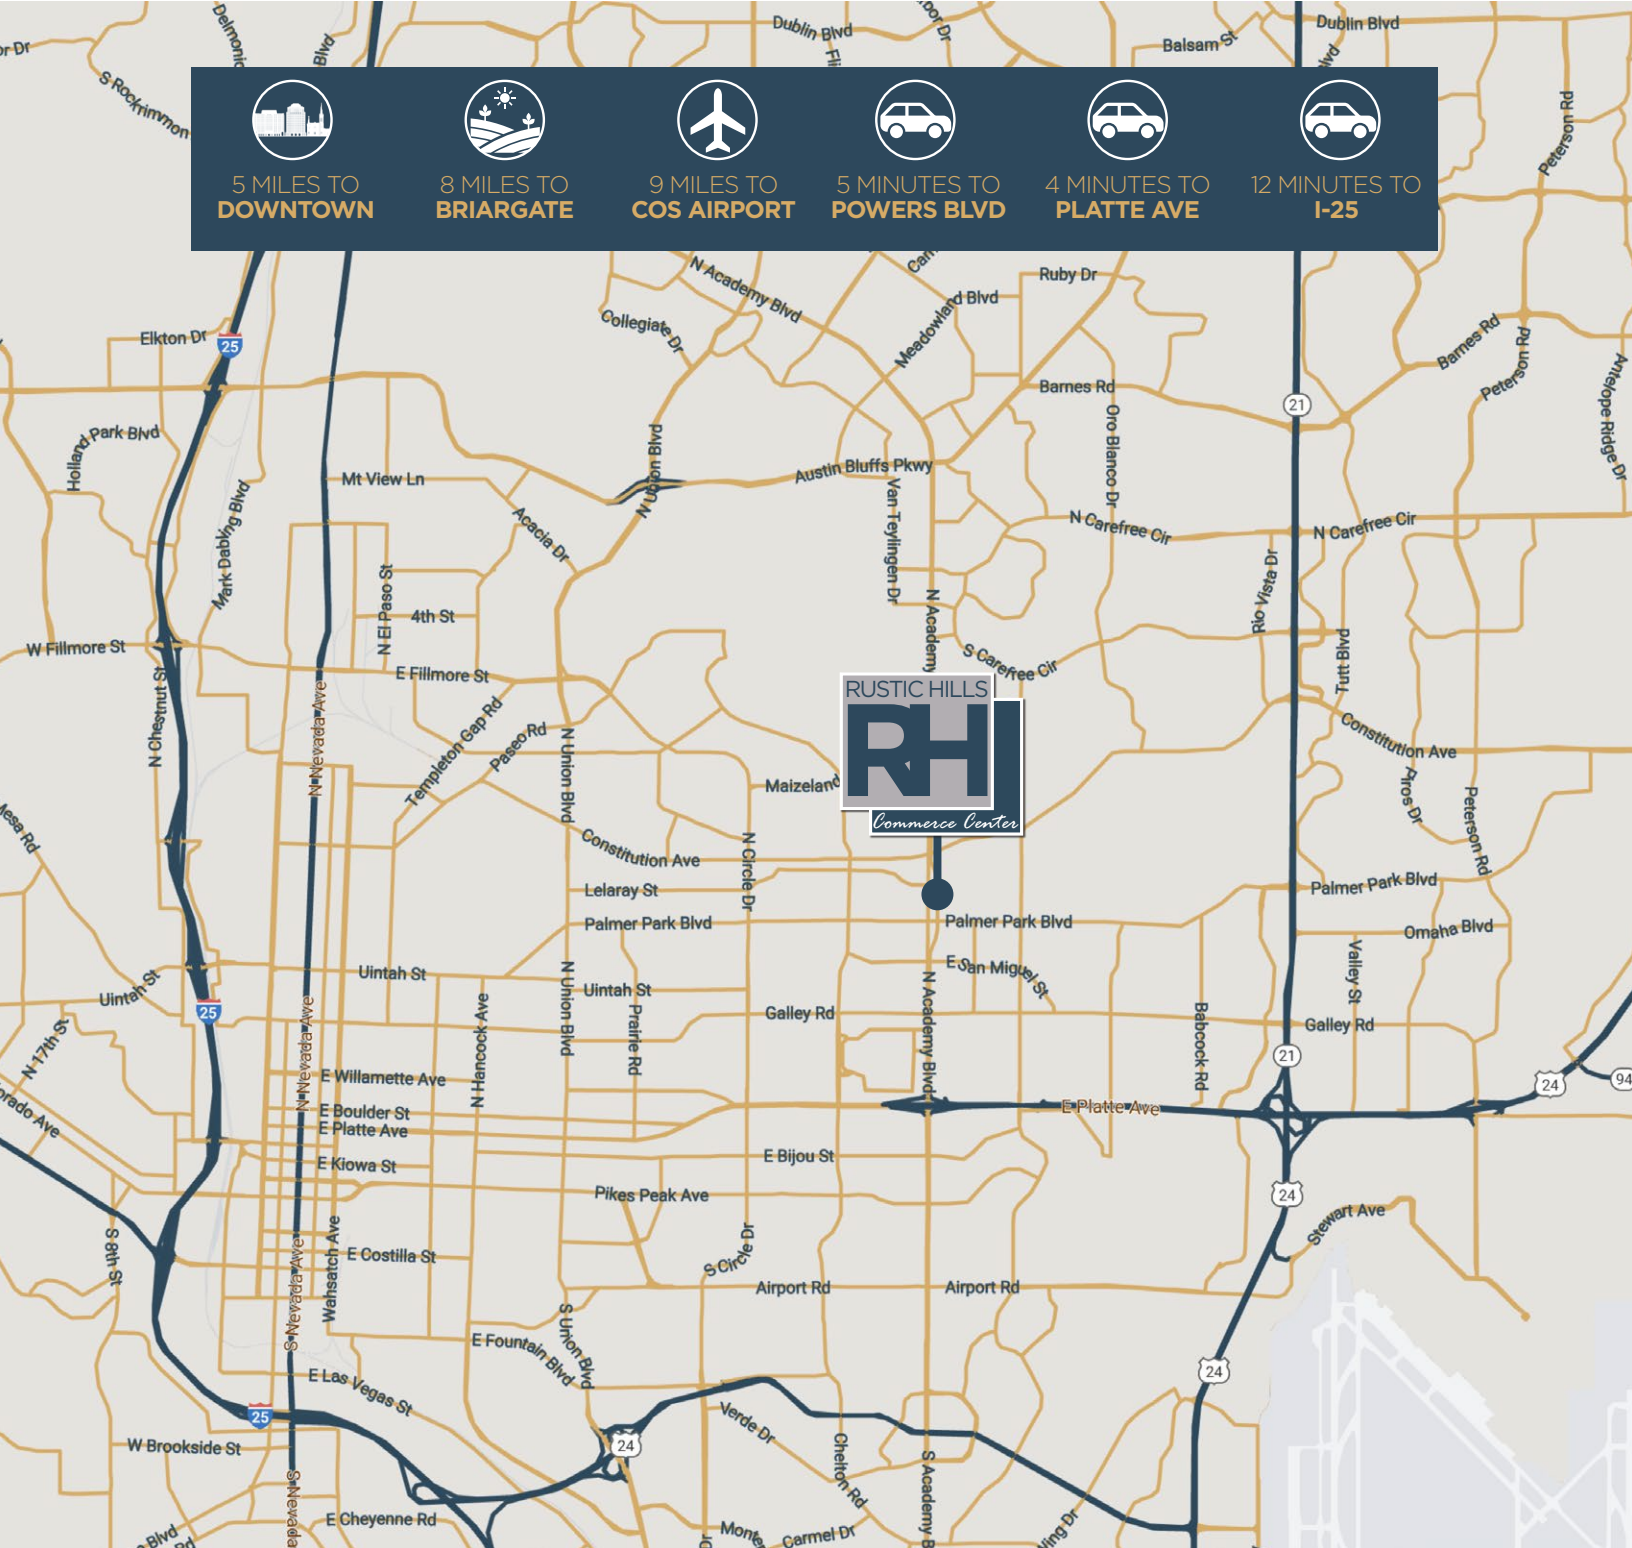 Dublin Blvd
Dublin Blvd
Balsam St
Blvd
S Rockrimmon
Peterson Rd
5 MILES TO
DOWNTOWN
8 MILES TO
BRIARGATE
9 MILES TO
COS AIRPORT
5 MINUTES TO
POWERS BLVD
4 MINUTES TO
PLATTE AVE
12 MINUTES TO
I-25
N Academy Blvd
Ruby Dr
Meadowland Blvd
Collegiate Dr
Elkton Dr
25
Barnes Rd
Peterson Rd
Antelope Ridge Dr
Barnes Rd
21
Oro Blanco Dr
Holland Park Blvd
N Union Blvd
Austin Bluffs Pkwy
Mt View Ln
Mark Dabling Blvd
Acacia Dr
Van Teylingen Dr
N Carefree Cir
N Carefree Cir
Rio Vista Dr
N El Paso St
4th St
N Academy
W Fillmore St
E Fillmore St
S Carefree Cir
Tutt Blvd
N Chestnut St
N Nevada Ave
Templeton Gap Rd
Paseo Rd
N Union Blvd
RUSTIC HILLS
RH
Commerce Center
Constitution Ave
Maizeland
Piros Dr
Peterson Rd
Mesa Rd
Constitution Ave
N Circle Dr
Lelaray St
Palmer Park Blvd
Palmer Park Blvd
Palmer Park Blvd
Omaha Blvd
Uintah St
Uintah St
Uintah St
E San Miguel St
Valley St
25
N Nevada Ave
N Hancock Ave
N Union Blvd
Prairie Rd
Galley Rd
N Academy Blvd
Babcock Rd
Galley Rd
N 17th St
21
24
94
E Willamette Ave
E Boulder St
E Platte Ave
E Platte Ave
E Kiowa St
E Bijou St
Pikes Peak Ave
24
Stewart Ave
S 8th St
Wahsatch Ave
E Costilla St
S Circle Dr
Airport Rd
Airport Rd
S Nevada Ave
E Fountain Blvd
S Union Blvd
24
E Las Vegas St
25
W Brookside St
24
Verde Dr
Chelton Rd
S Academy B
S Nevada
E Cheyenne Rd
Carmel Dr
Blvd